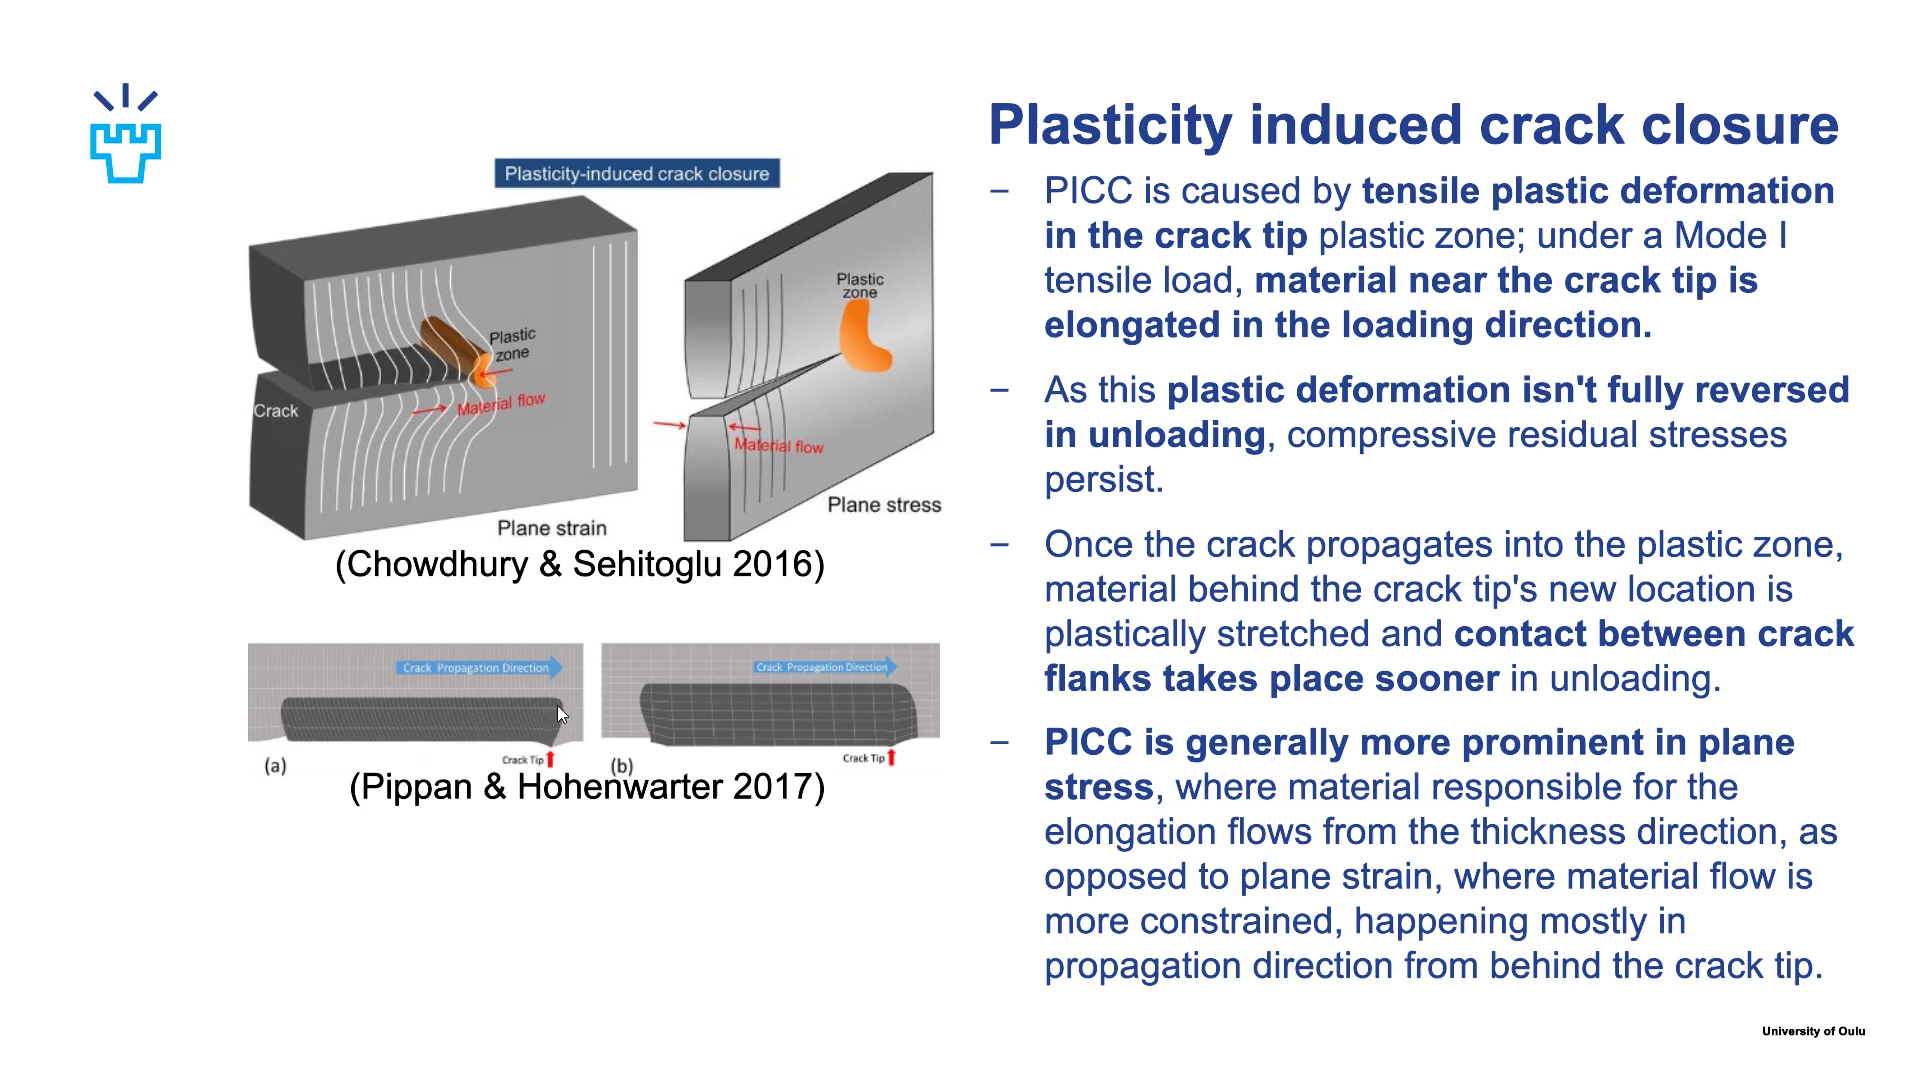 Plasticity induced crack closure
– PICC is caused by tensile plastic deformation
in the crack tip plastic zone; under a Mode I
tensile load, material near the crack tip is
elongated in the loading direction.
– As this plastic deformation isn't fully reversed
in unloading, compressive residual stresses
persist.
– Once the crack propagates into the plastic zone,
material behind the crack tip's new location is
plastically stretched and contact between crack
flanks takes place sooner in unloading.
– PICC is generally more prominent in plane
stress, where material responsible for the
elongation flows from the thickness direction, as
opposed to plane strain, where material flow is
more constrained, happening mostly in
propagation direction from behind the crack tip.
Plasticity-induced crack closure
Plastic
zone
Crack
Material flow
Plane strain
Plastic
zone
Material flow
Plane stress
(Chowdhury & Sehitoglu 2016)
Crack Propagation Direction
Crack Tip
(a)
Crack Propagation Direction
Crack Tip
(b)
(Pippan & Hohenwarter 2017)
University of Oulu